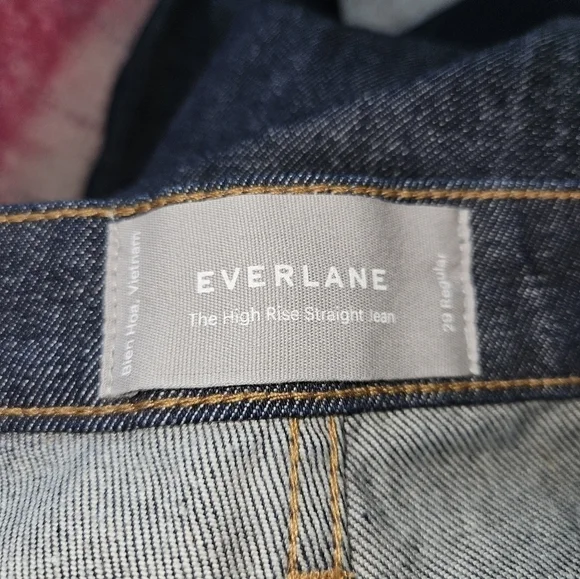 Bien Hoa, Vietnam
EVERLANE
The High Rise Straight Jean
29 Regular